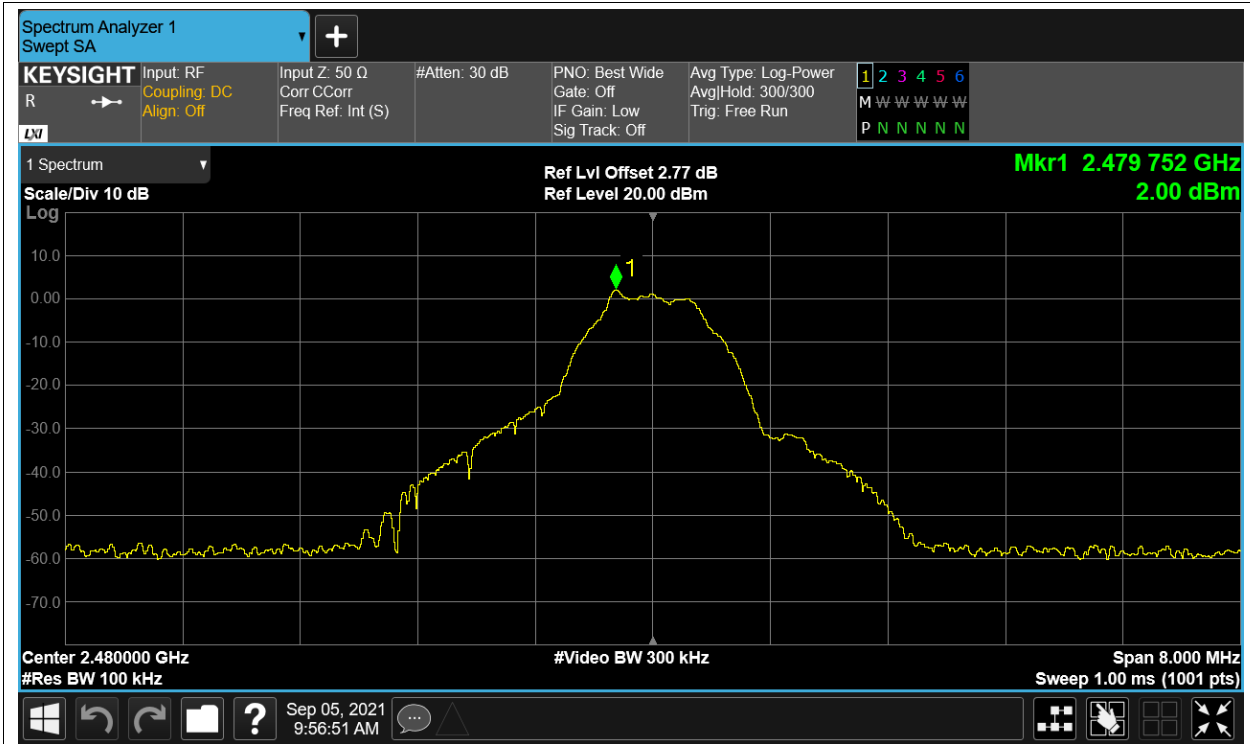 Spectrum Analyzer 1
Swept SA
+
KEYSIGHT
R
LXI
Input: RF
Coupling: DC
Align: Off
Input Z: 50 Ω
Corr CCorr
Freq Ref: Int (S)
#Atten: 30 dB
PNO: Best Wide
Gate: Off
IF Gain: Low
Sig Track: Off
Avg Type: Log-Power
Avg|Hold: 300/300
Trig: Free Run
1 2 3 4 5 6
M W W W W W
P N N N N N
1 Spectrum
Scale/Div 10 dB
Log
Ref Lvl Offset 2.77 dB
Ref Level 20.00 dBm
Mkr1 2.479 752 GHz
2.00 dBm
1
10.0
0.00
-10.0
-20.0
-30.0
-40.0
-50.0
-60.0
-70.0
Center 2.480000 GHz
#Res BW 100 kHz
#Video BW 300 kHz
Span 8.000 MHz
Sweep 1.00 ms (1001 pts)
?
Sep 05, 2021
9:56:51 AM